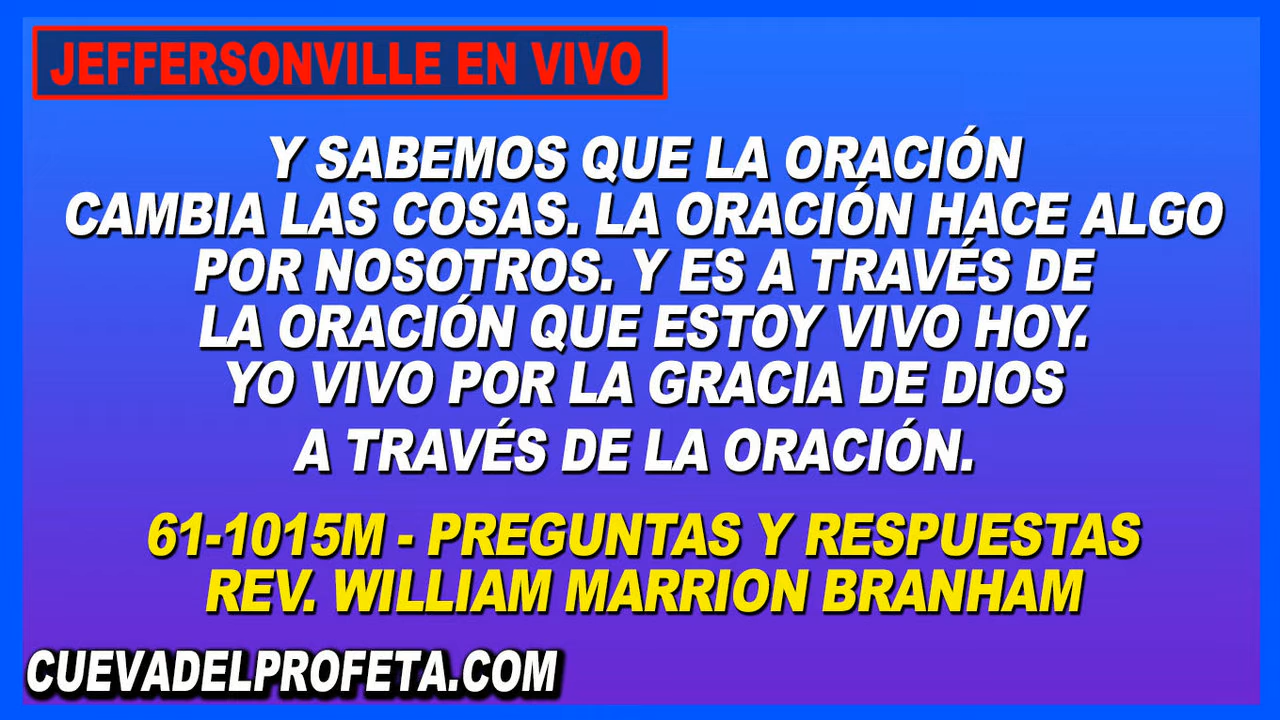 JEFFERSONVILLE EN VIVO
Y SABEMOS QUE LA ORACIÓN
CAMBIA LAS COSAS. LA ORACIÓN HACE ALGO
POR NOSOTROS. Y ES A TRAVÉS DE
LA ORACIÓN QUE ESTOY VIVO HOY.
YO VIVO POR LA GRACIA DE DIOS
A TRAVÉS DE LA ORACIÓN.
61-1015M - PREGUNTAS Y RESPUESTAS
REV. WILLIAM MARRION BRANHAM
CUEVADELPROFETA.COM